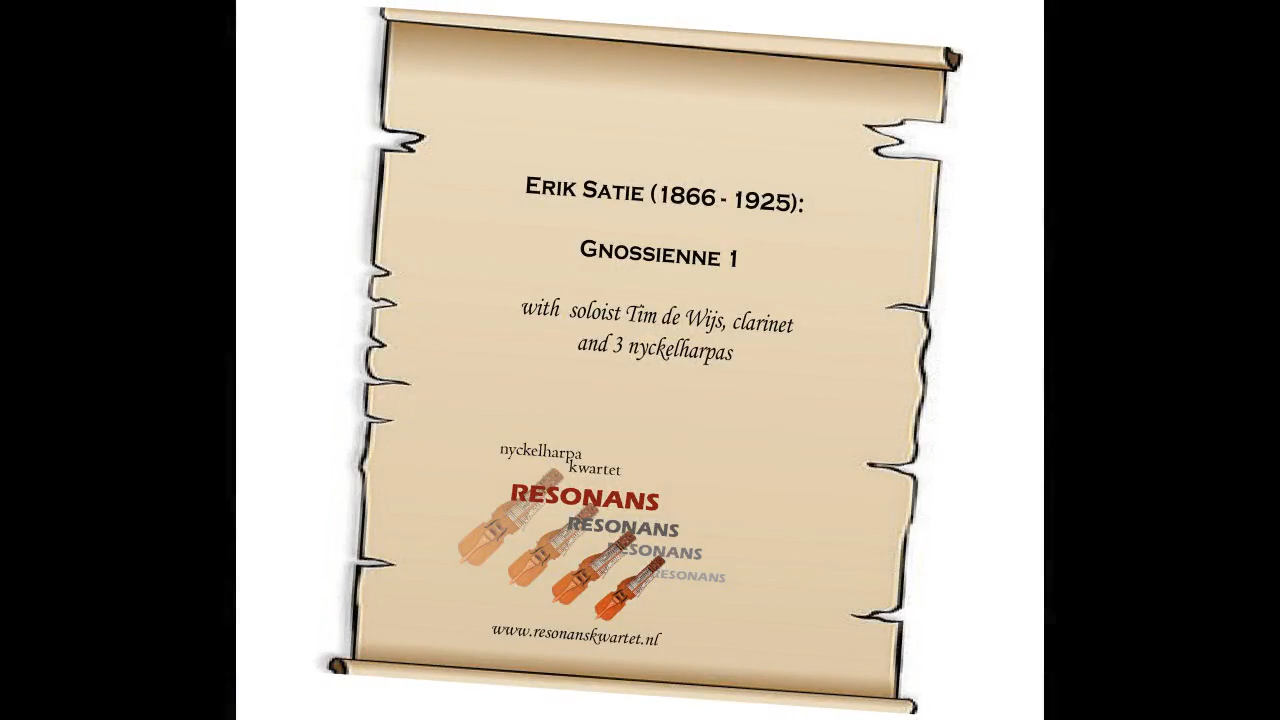 Erik Satie (1866 - 1925):
Gnossienne 1
with soloist Tim de Wijs, clarinet
and 3 nyckelharpas
nyckelharpa
kwartet
RESONANS
RESONANS
RESONANS
RESONANS
www.resonanskwartet.nl